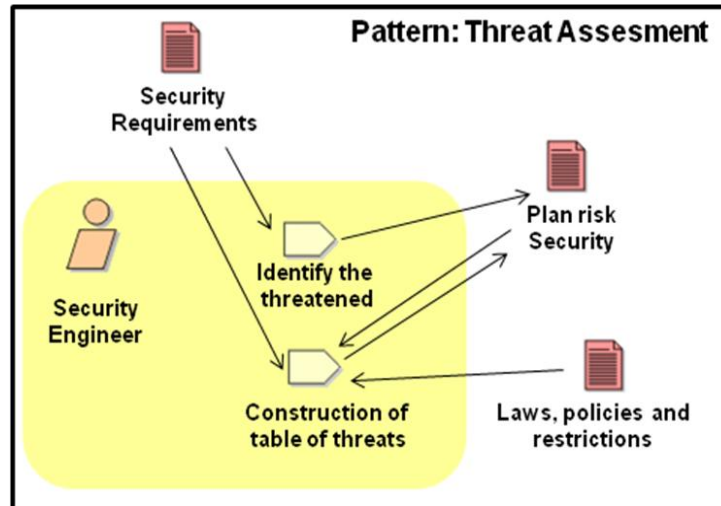 Pattern: Threat Assesment
Security
Requirements
Plan risk
Security
Identify the
threatened
Security
Engineer
Construction of
table of threats
Laws, policies and
restrictions